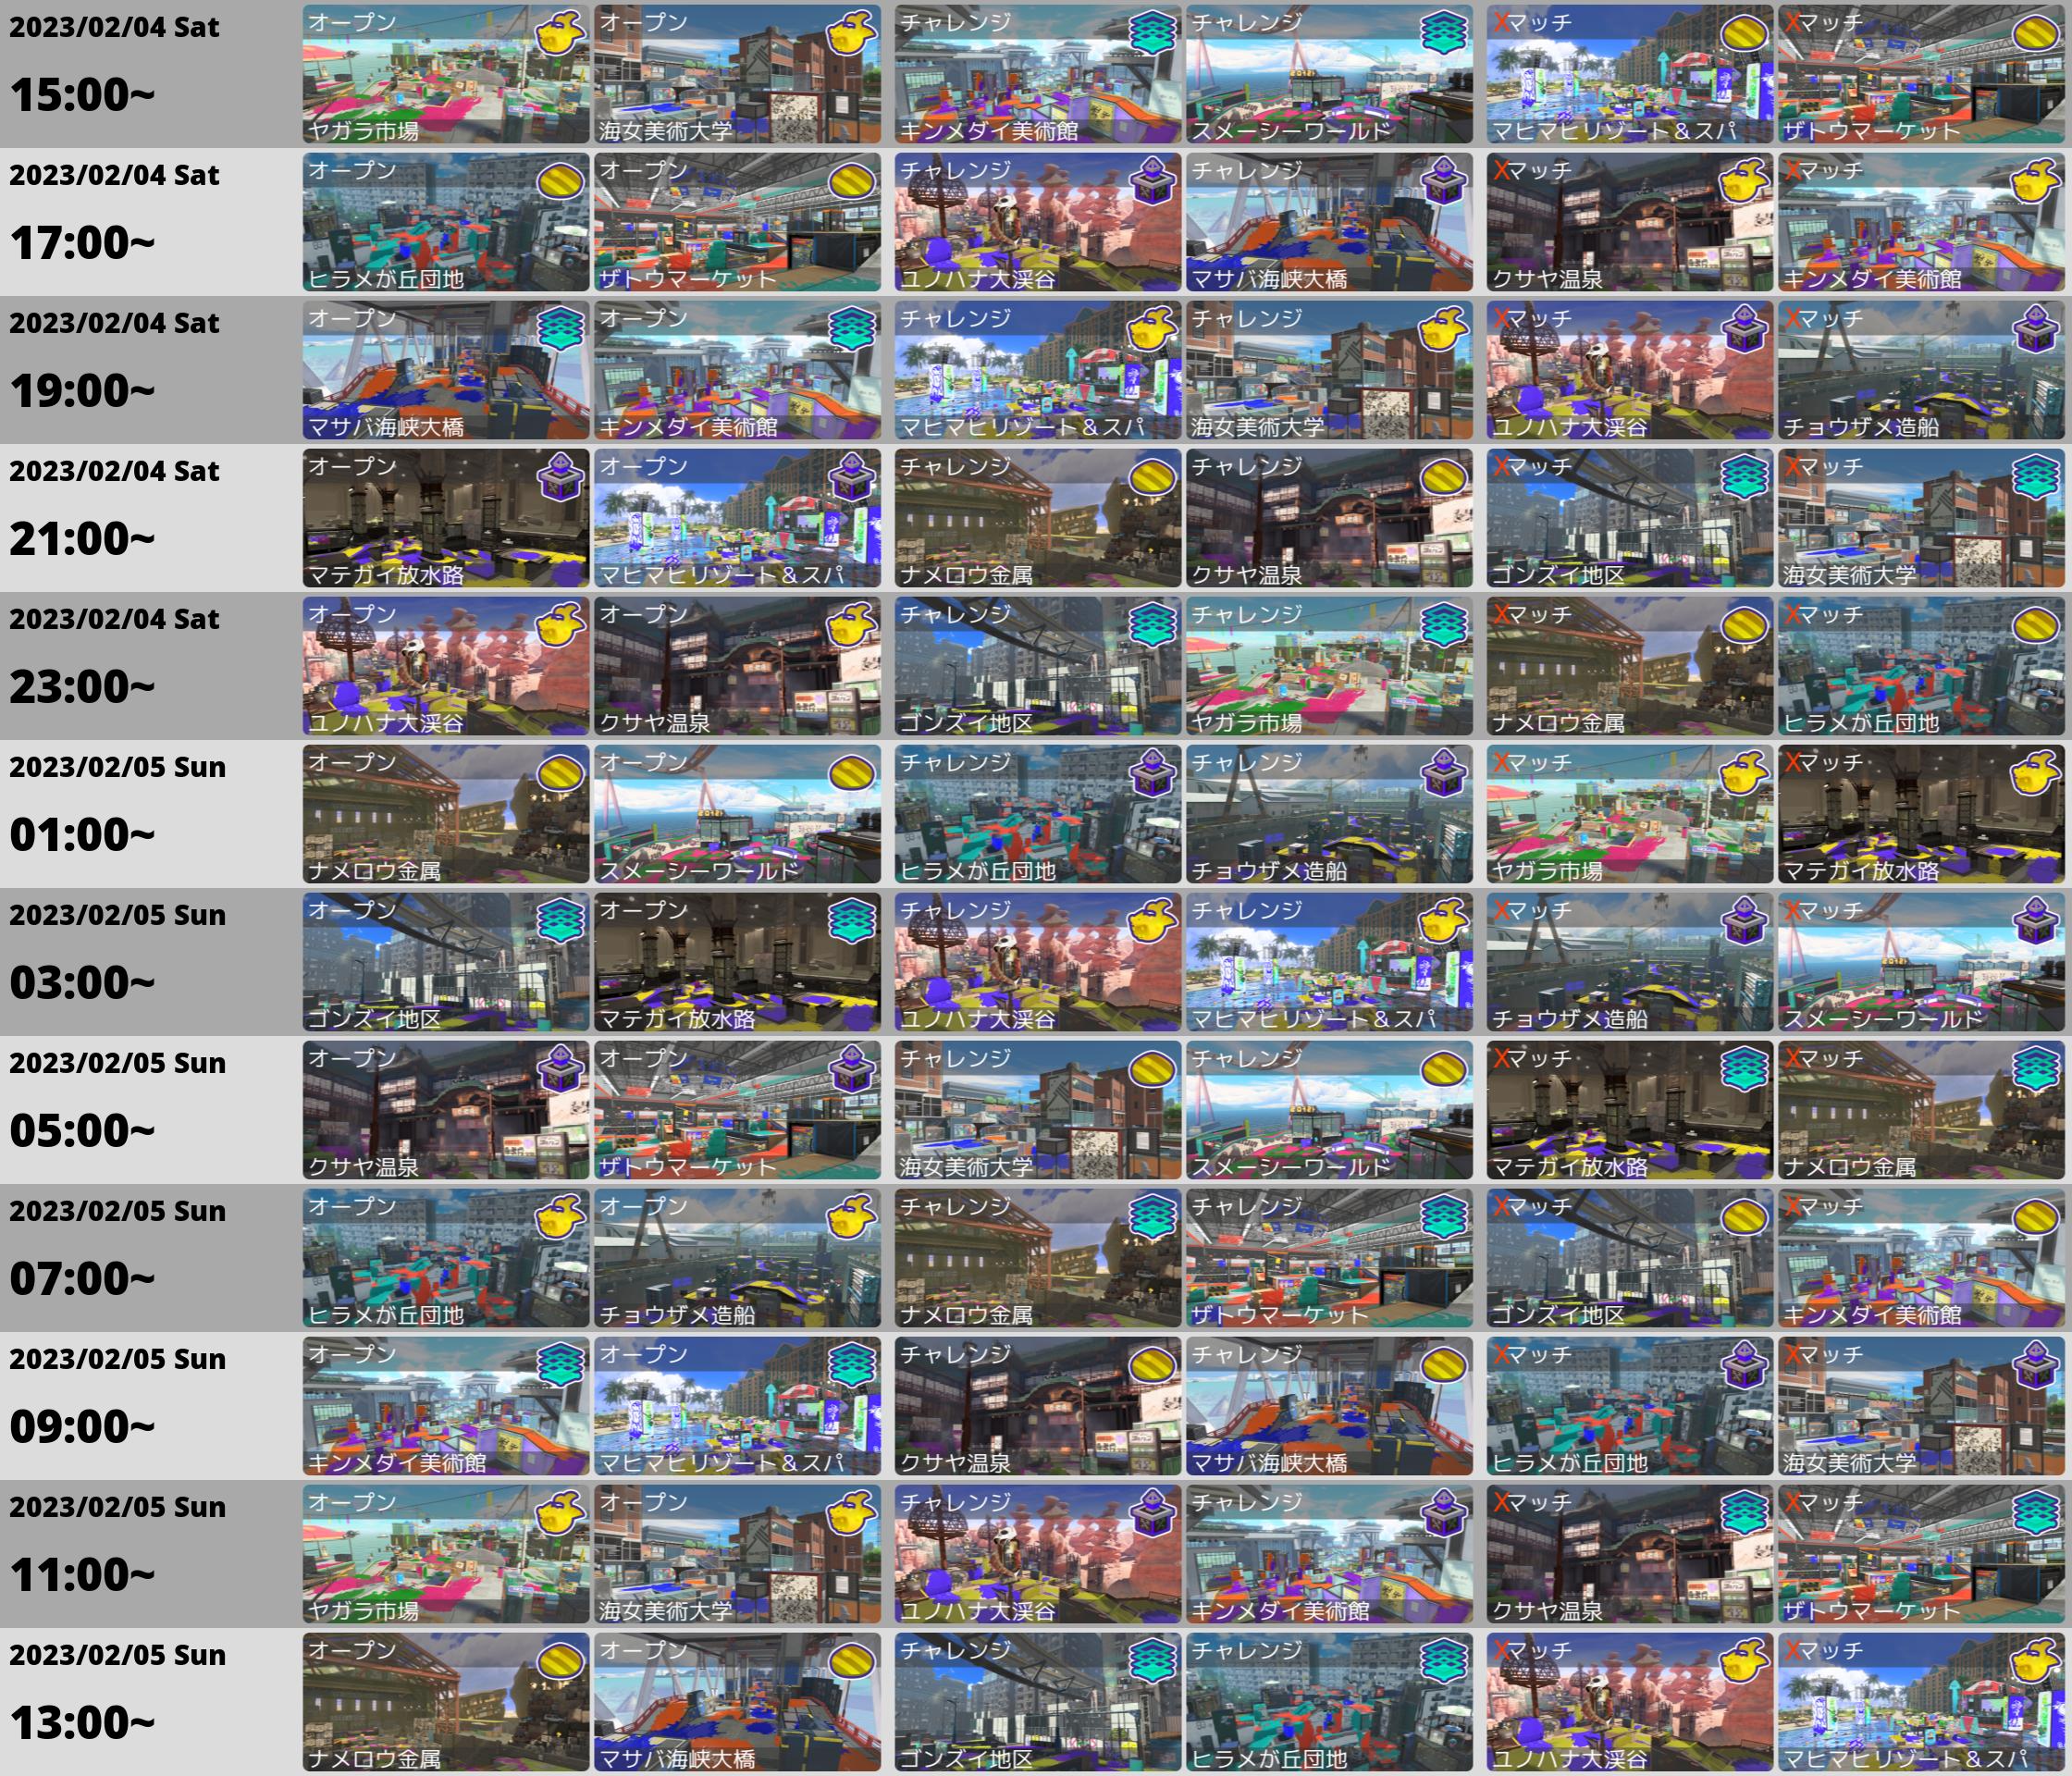 2023/02/04 Sat
15:00~
オープン オープン チャレンジ チャレンジ Xマッチ Xマッチ
ヤガラ市場 海女美術大学 キンメダイ美術館 スメーシーワールド マヒマヒリゾート＆スパ ザトウマーケット
2023/02/04 Sat
17:00~
オープン オープン チャレンジ チャレンジ Xマッチ Xマッチ
ヒラメが丘団地 ザトウマーケット ユノハナ大渓谷 マサバ海峡大橋 クサヤ温泉 キンメダイ美術館
2023/02/04 Sat
19:00~
オープン オープン チャレンジ チャレンジ Xマッチ Xマッチ
マサバ海峡大橋 キンメダイ美術館 マヒマヒリゾート＆スパ 海女美術大学 ユノハナ大渓谷 チョウザメ造船
2023/02/04 Sat
21:00~
オープン オープン チャレンジ チャレンジ Xマッチ Xマッチ
マテガイ放水路 マヒマヒリゾート＆スパ ナメロウ金属 クサヤ温泉 ゴンズイ地区 海女美術大学
2023/02/04 Sat
23:00~
オープン オープン チャレンジ チャレンジ Xマッチ Xマッチ
ユノハナ大渓谷 クサヤ温泉 ゴンズイ地区 ヤガラ市場 ナメロウ金属 ヒラメが丘団地
2023/02/05 Sun
01:00~
オープン オープン チャレンジ チャレンジ Xマッチ Xマッチ
ナメロウ金属 スメーシーワールド ヒラメが丘団地 チョウザメ造船 ヤガラ市場 マテガイ放水路
2023/02/05 Sun
03:00~
オープン オープン チャレンジ チャレンジ Xマッチ Xマッチ
ゴンズイ地区 マテガイ放水路 ユノハナ大渓谷 マヒマヒリゾート＆スパ チョウザメ造船 スメーシーワールド
2023/02/05 Sun
05:00~
オープン オープン チャレンジ チャレンジ Xマッチ Xマッチ
クサヤ温泉 ザトウマーケット 海女美術大学 スメーシーワールド マテガイ放水路 ナメロウ金属
2023/02/05 Sun
07:00~
オープン オープン チャレンジ チャレンジ Xマッチ Xマッチ
ヒラメが丘団地 チョウザメ造船 ナメロウ金属 ザトウマーケット ゴンズイ地区 キンメダイ美術館
2023/02/05 Sun
09:00~
オープン オープン チャレンジ チャレンジ Xマッチ Xマッチ
キンメダイ美術館 マヒマヒリゾート＆スパ クサヤ温泉 マサバ海峡大橋 ヒラメが丘団地 海女美術大学
2023/02/05 Sun
11:00~
オープン オープン チャレンジ チャレンジ Xマッチ Xマッチ
ヤガラ市場 海女美術大学 ユノハナ大渓谷 キンメダイ美術館 クサヤ温泉 ザトウマーケット
2023/02/05 Sun
13:00~
オープン オープン チャレンジ チャレンジ Xマッチ Xマッチ
ナメロウ金属 マサバ海峡大橋 ゴンズイ地区 ヒラメが丘団地 ユノハナ大渓谷 マヒマヒリゾート＆スパ